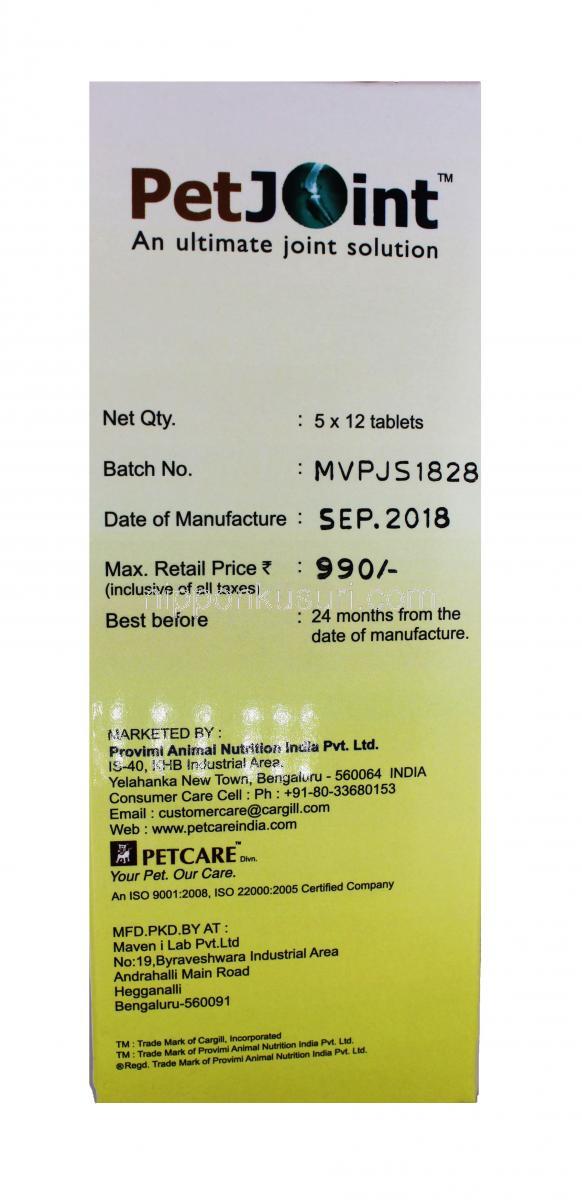 PetJoint™
An ultimate joint solution
Net Qty. : 5 x 12 tablets
Batch No. : MVPJS1828
Date of Manufacture : SEP.2018
Max. Retail Price ₹ : 990/-
(inclusive of all taxes)
nipponkusuri.com
Best before : 24 months from the
date of manufacture.
MARKETED BY :
Provimi Animal Nutrition India Pvt. Ltd.
IS-40, KHB Industrial Area,
Yelahanka New Town, Bengaluru - 560064 INDIA
Consumer Care Cell : Ph : +91-80-33680153
Email : customercare@cargill.com
Web : www.petcareindia.com
PETCARE™ Divn.
Your Pet. Our Care.
An ISO 9001:2008, ISO 22000:2005 Certified Company
MFD.PKD.BY AT :
Maven i Lab Pvt.Ltd
No:19,Byraveshwara Industrial Area
Andrahalli Main Road
Hegganalli
Bengaluru-560091
TM : Trade Mark of Cargill, Incorporated
TM : Trade Mark of Provimi Animal Nutrition India Pvt. Ltd.
®Regd. Trade Mark of Provimi Animal Nutrition India Pvt. Ltd.